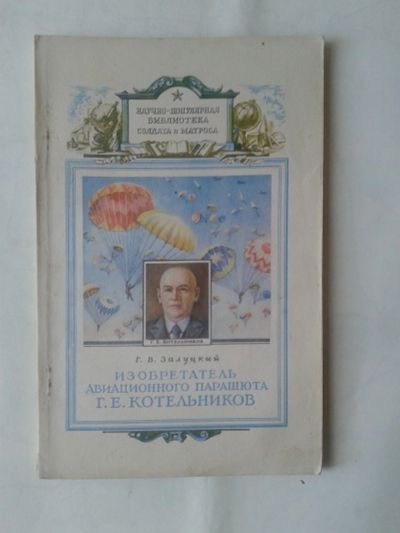 НАУЧНО-ПОПУЛЯРНАЯ
БИБЛИОТЕКА
СОЛДАТА И МАТРОСА
Г. Е. КОТЕЛЬНИКОВ
Г. В. Залуцкий
ИЗОБРЕТАТЕЛЬ
АВИАЦИОННОГО ПАРАШЮТА
Г. Е. КОТЕЛЬНИКОВ